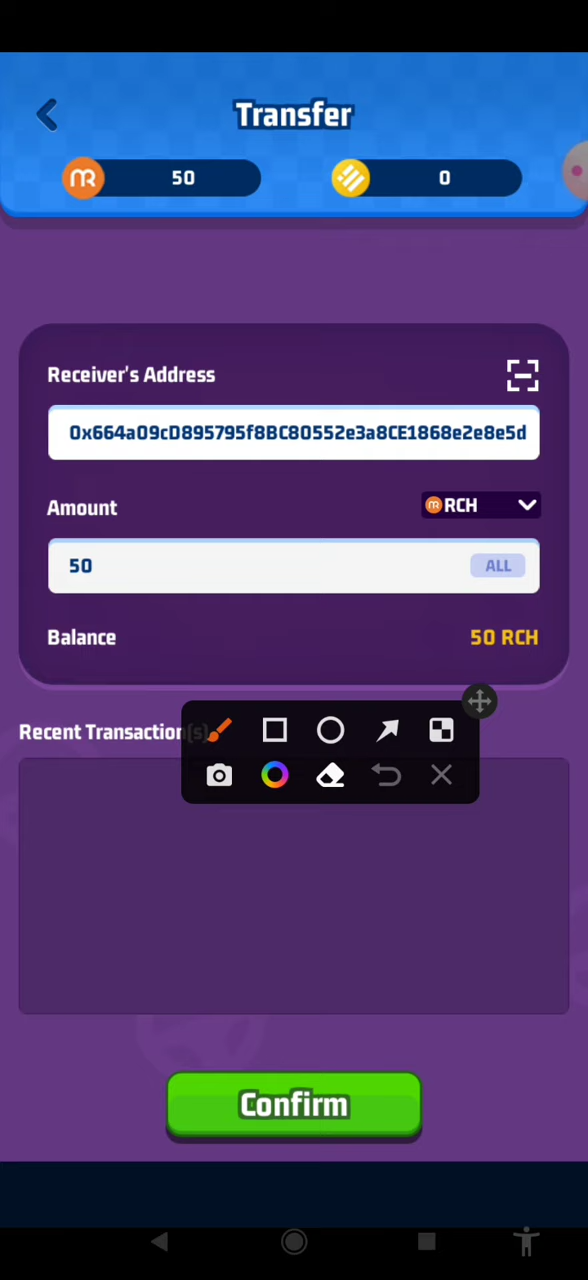 Transfer
50
0
Receiver's Address
0x664a09cD895795f8BC80552e3a8CE1868e2e8e5d
Amount
RCH
50
ALL
Balance
50 RCH
Recent Transaction(s)
Confirm